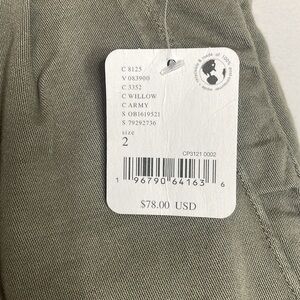 C 8125
V 083900
C 3352
C WILLOW
C ARMY
S OB1619521
S 79292736
size
2
CP3121 0002
1 96790 64163 6
$78.00 USD